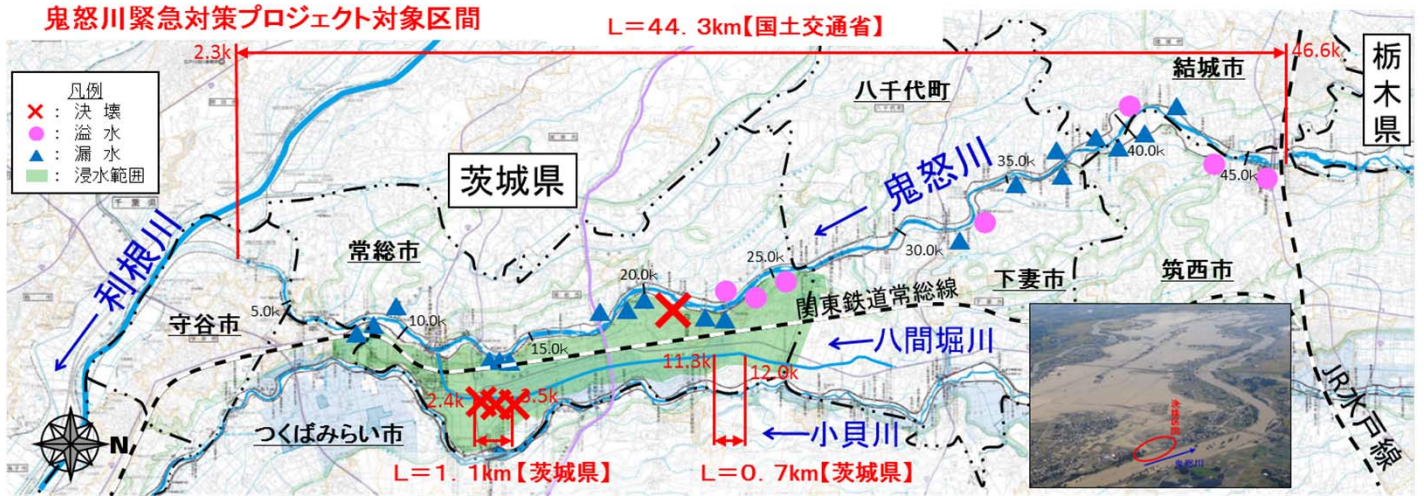 鬼怒川緊急対策プロジェクト対象区間
L=44.3km【国土交通省】
2.3k
46.6k
栃木県
結城市
八千代町
凡例
×：決壊
●：溢水
▲：漏水
：浸水範囲
茨城県
鬼怒川
40.0k
35.0k
45.0k
利根川
常総市
30.0k
25.0k
20.0k
下妻市
筑西市
関東鉄道常総線
守谷市
5.0k
10.0k
15.0k
八間堀川
11.3k
12.0k
2.4k
3.5k
JR水戸線
つくばみらい市
小貝川
N
L=1.1km【茨城県】
L=0.7km【茨城県】
決壊箇所
鬼怒川